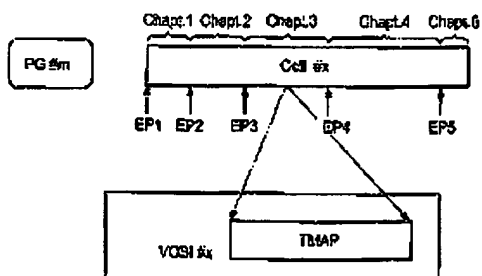 Chapt.1 Chapt.2 Chapt.3 Chapt.4 Chapt.5
PG #m
Cell #x
EP1 EP2 EP3 EP4 EP5
VOSI #x
TMAP